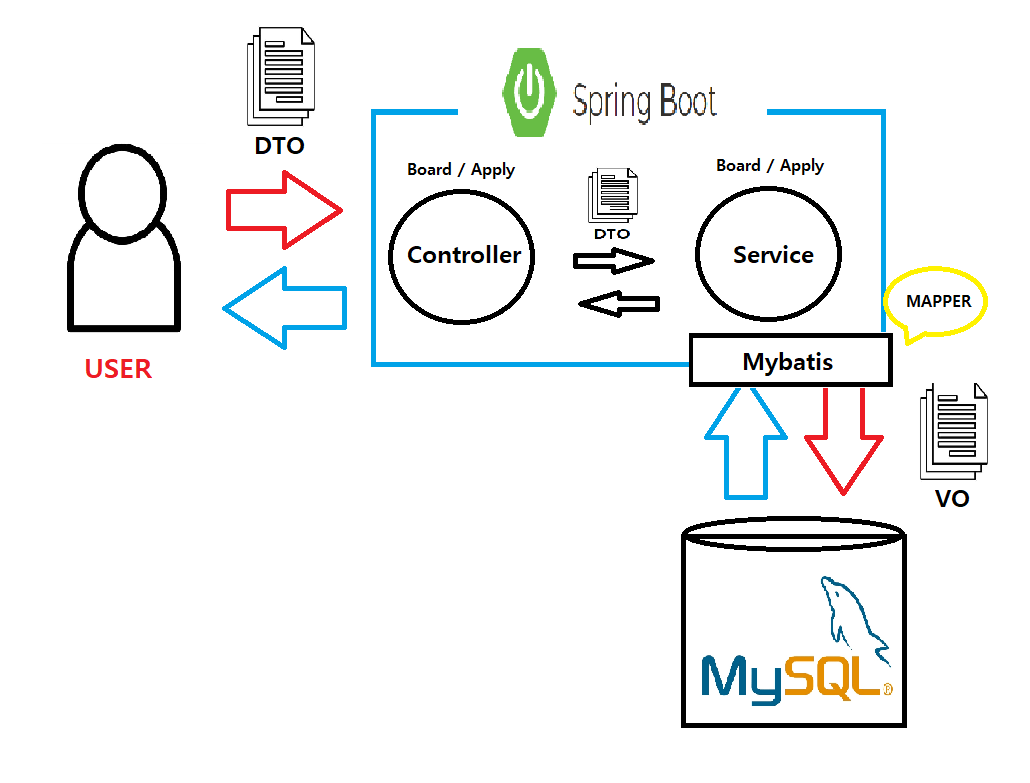 DTO
Spring Boot
Board / Apply
Board / Apply
DTO
Controller
Service
MAPPER
USER
Mybatis
VO
MySQL®